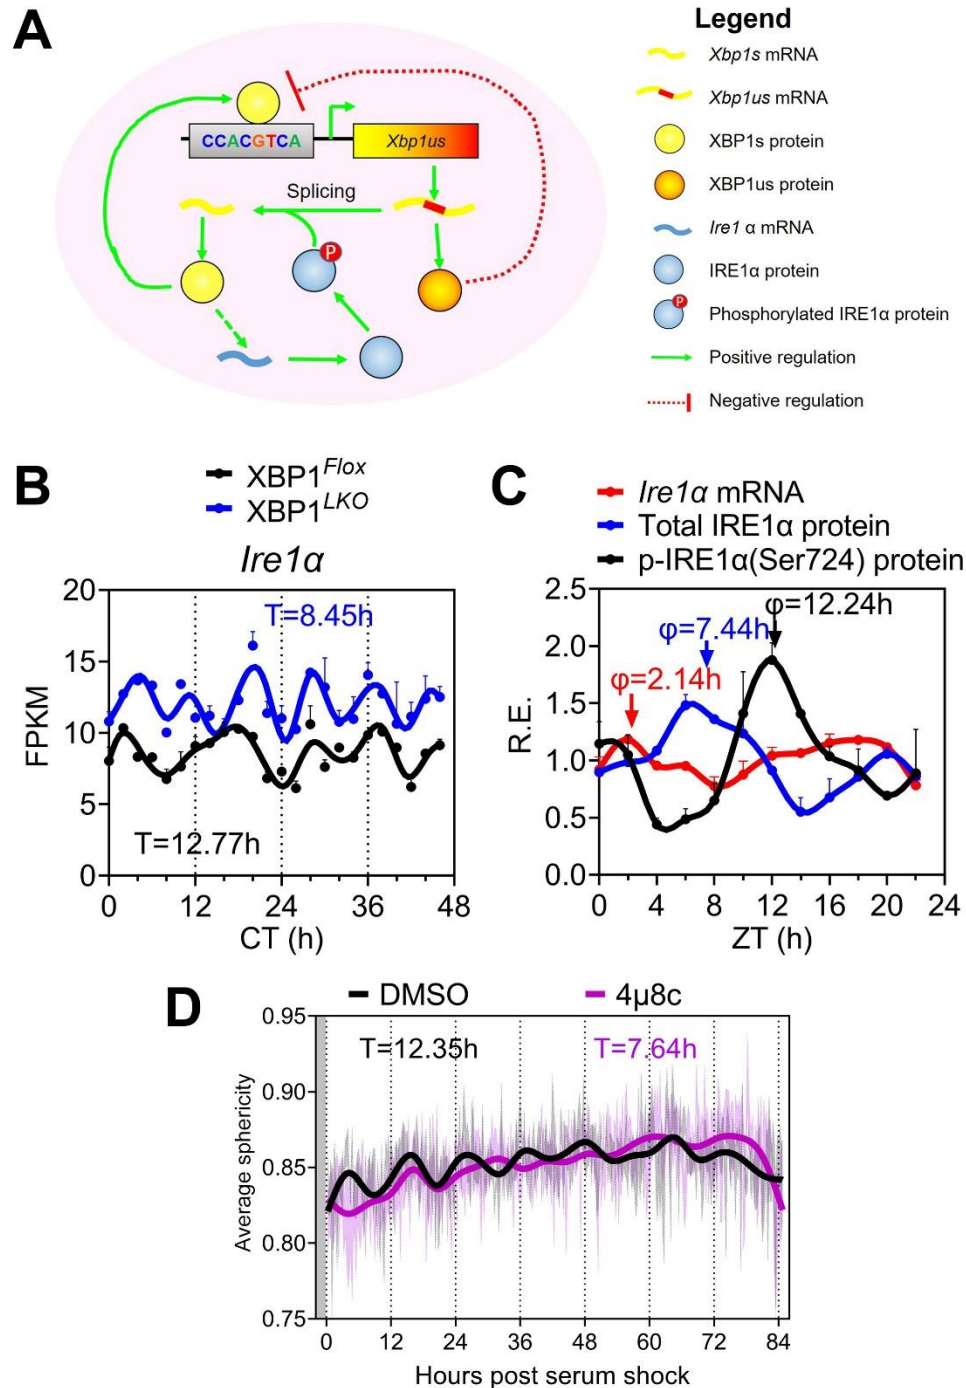 A
CCACGTCA
Xbp1us
Splicing
P
Legend
Xbp1s mRNA
Xbp1us mRNA
XBP1s protein
XBP1us protein
Ire1 α mRNA
IRE1α protein
P
Phosphorylated IRE1α protein
Positive regulation
Negative regulation
B
XBP1Flox
XBP1LKO
Ire1α
T=8.45h
T=12.77h
FPKM
20
15
10
5
0
0 12 24 36 48
CT (h)
C
Ire1α mRNA
Total IRE1α protein
p-IRE1α(Ser724) protein
φ=12.24h
φ=7.44h
φ=2.14h
R.E.
2.5
2.0
1.5
1.0
0.5
0.0
0 4 8 12 16 20 24
ZT (h)
D
DMSO
4µ8c
T=12.35h
T=7.64h
Average sphericity
0.95
0.90
0.85
0.80
0.75
0 12 24 36 48 60 72 84
Hours post serum shock